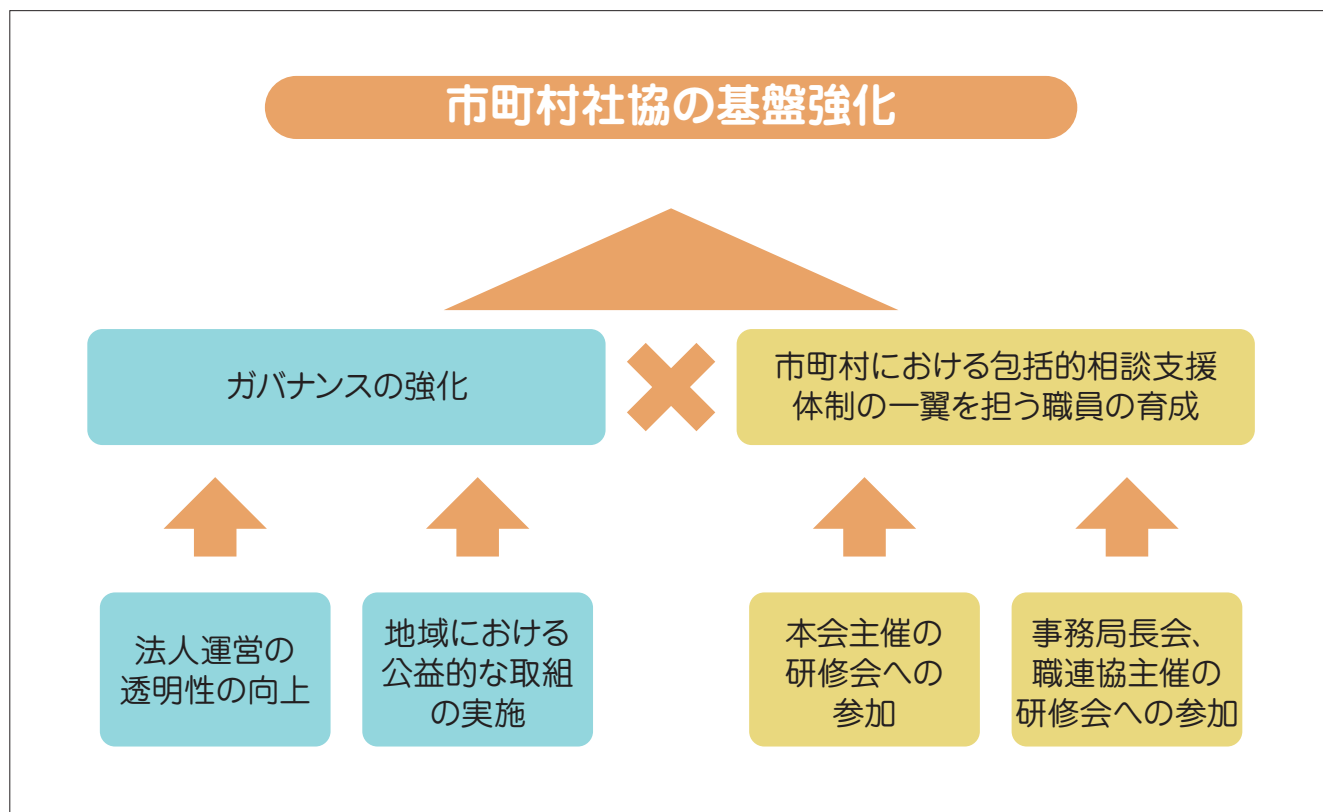 市町村社協の基盤強化
ガバナンスの強化
市町村における包括的相談支援
体制の一翼を担う職員の育成
法人運営の
透明性の向上
地域における
公益的な取組
の実施
本会主催の
研修会への
参加
事務局長会、
職連協主催の
研修会への参加